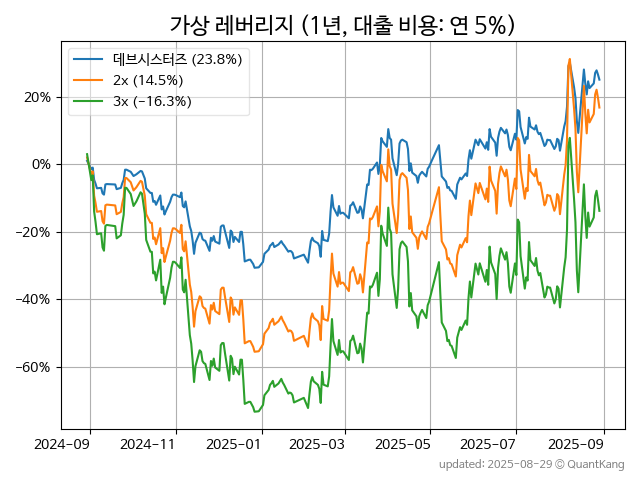 가상 레버리지 (1년, 대출 비용: 연 5%)
데브시스터즈 (23.8%)
2x (14.5%)
3x (−16.3%)
20%
0%
−20%
−40%
−60%
2024-09
2024-11
2025-01
2025-03
2025-05
2025-07
2025-09
updated: 2025-08-29 © QuantKang